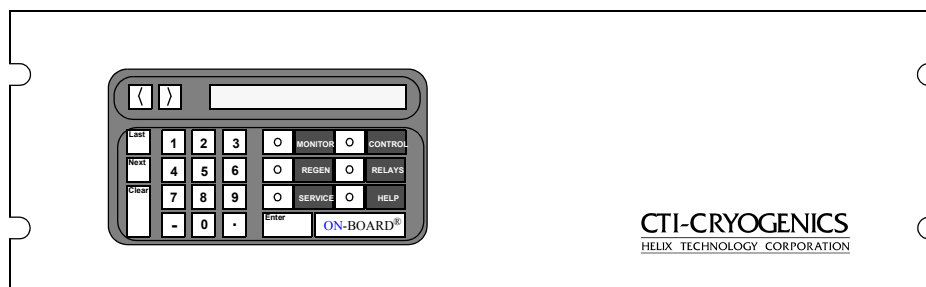 〈 〉
Last 1 2 3 MONITOR CONTROL
Next 4 5 6 REGEN RELAYS
Clear 7 8 9 SERVICE HELP
- 0 . Enter ON-BOARD®
CTI-CRYOGENICS
HELIX TECHNOLOGY CORPORATION